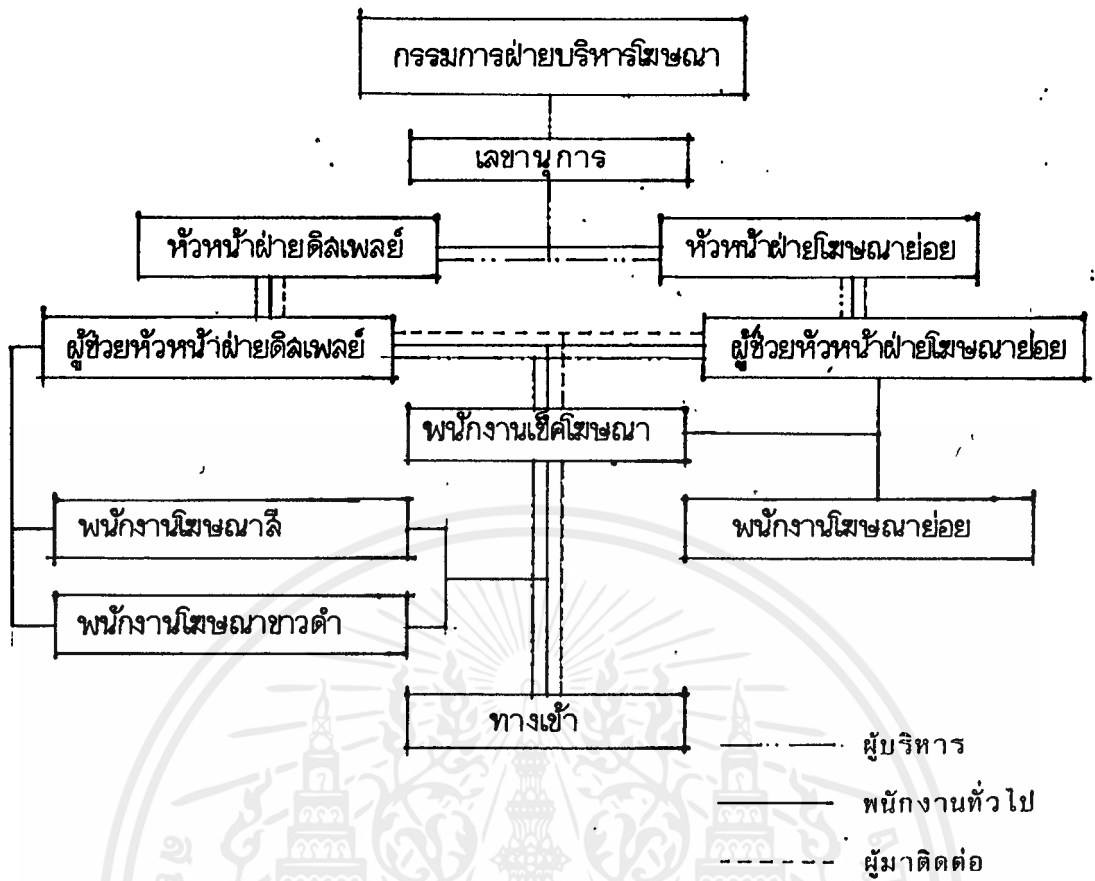 กรรมการฝ่ายบริหารโฆษณา
เลขานุการ
หัวหน้าฝ่ายดิสเพลย์
หัวหน้าฝ่ายโฆษณาย่อย
ผู้ช่วยหัวหน้าฝ่ายดิสเพลย์
ผู้ช่วยหัวหน้าฝ่ายโฆษณาย่อย
พนักงานเช็คโฆษณา
พนักงานโฆษณาสี
พนักงานโฆษณาย่อย
พนักงานโฆษณาขาวดำ
ทางเข้า
ผู้บริหาร
พนักงานทั่วไป
ผู้มาติดต่อ